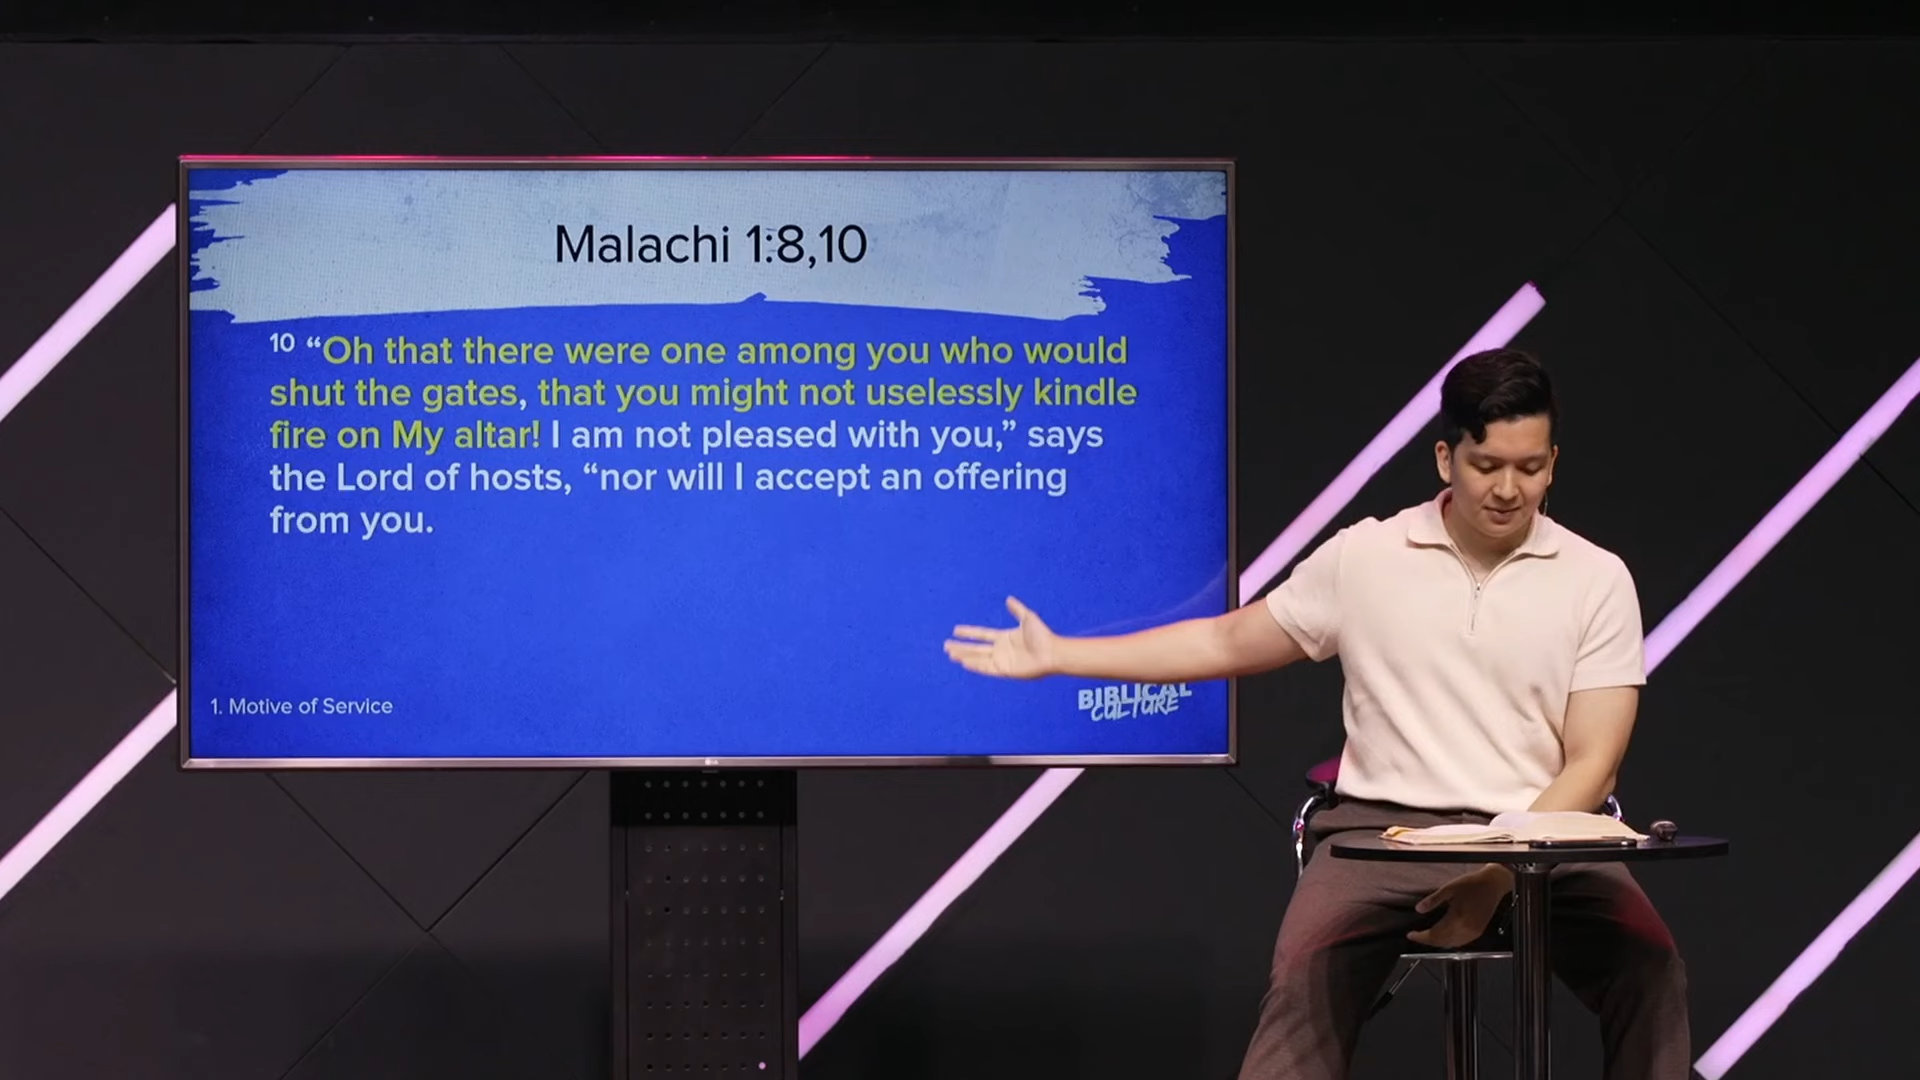 Malachi 1:8,10
10 “Oh that there were one among you who would
shut the gates, that you might not uselessly kindle
fire on My altar! I am not pleased with you,” says
the Lord of hosts, “nor will I accept an offering
from you.
1. Motive of Service
BIBLICAL
CULTURE
LG